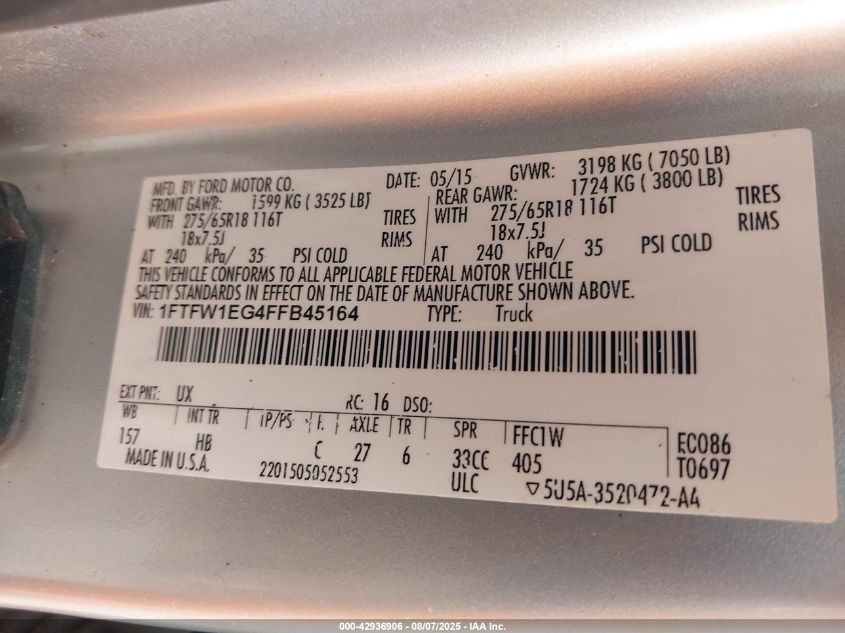 MFD. BY FORD MOTOR CO. DATE: 05/15 GVWR: 3198 KG ( 7050 LB)
FRONT GAWR: 1599 KG ( 3525 LB) REAR GAWR: 1724 KG ( 3800 LB)
WITH 275/65R18 116T TIRES WITH 275/65R18 116T TIRES
18x7.5J RIMS 18x7.5J RIMS
AT 240 kPa/ 35 PSI COLD AT 240 kPa/ 35 PSI COLD
THIS VEHICLE CONFORMS TO ALL APPLICABLE FEDERAL MOTOR VEHICLE
SAFETY STANDARDS IN EFFECT ON THE DATE OF MANUFACTURE SHOWN ABOVE.
VIN: 1FTFW1EG4FFB45164 TYPE: Truck
EXT PNT: UX RC: 16 DSO:
WB INT TR TP/PS R AXLE TR SPR FFC1W EC086
157 HB C 27 6 33CC 405 T0697
MADE IN U.S.A. 2201505052553 ULC ▽5U5A-3520472-A4
000-42936906 - 08/07/2025 - IAA Inc.